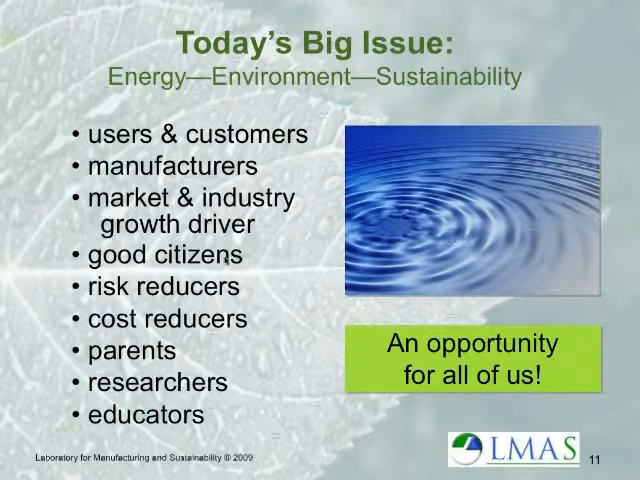 Today's Big Issue:
Energy—Environment—Sustainability
• users & customers
• manufacturers
• market & industry
growth driver
• good citizens
• risk reducers
• cost reducers
• parents
• researchers
• educators
An opportunity
for all of us!
LMAS
Laboratory for Manufacturing and Sustainability © 2009
11